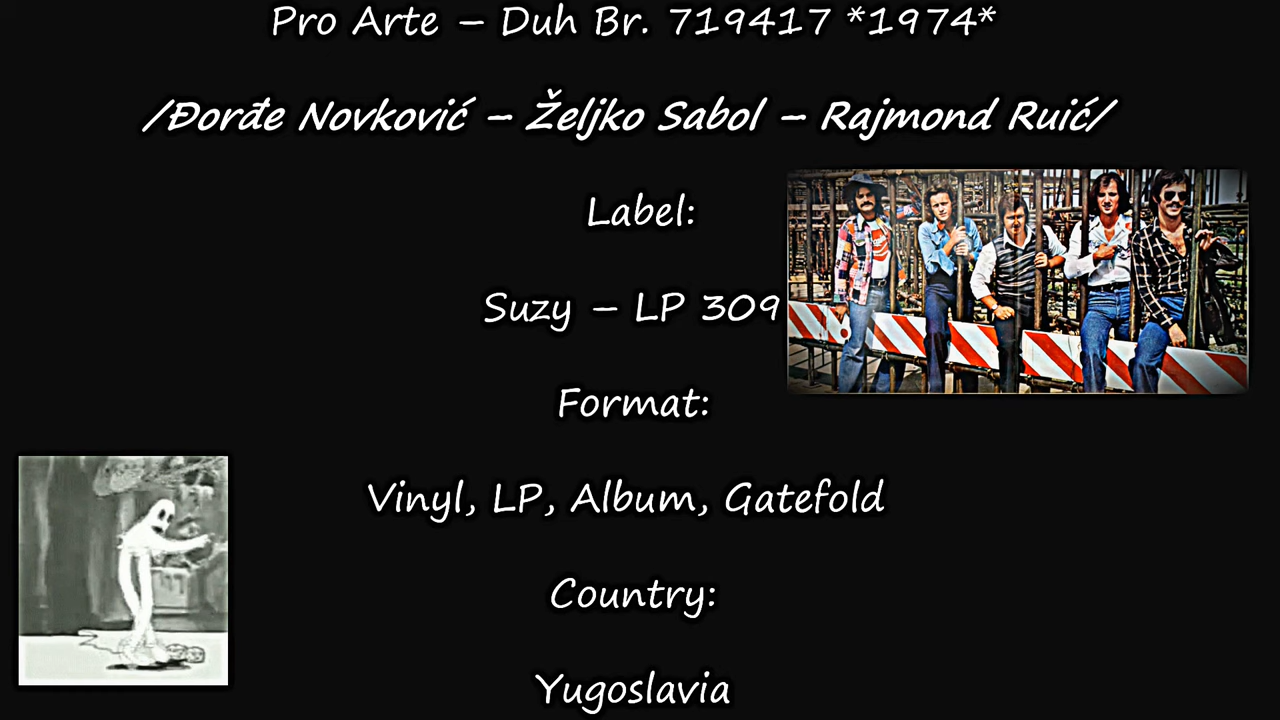 Pro Arte – Duh Br. 719417 *1974*
/Đorđe Novković – Željko Sabol – Rajmond Ruić/
Label:
Suzy – LP 309
Format:
Vinyl, LP, Album, Gatefold
Country:
Yugoslavia